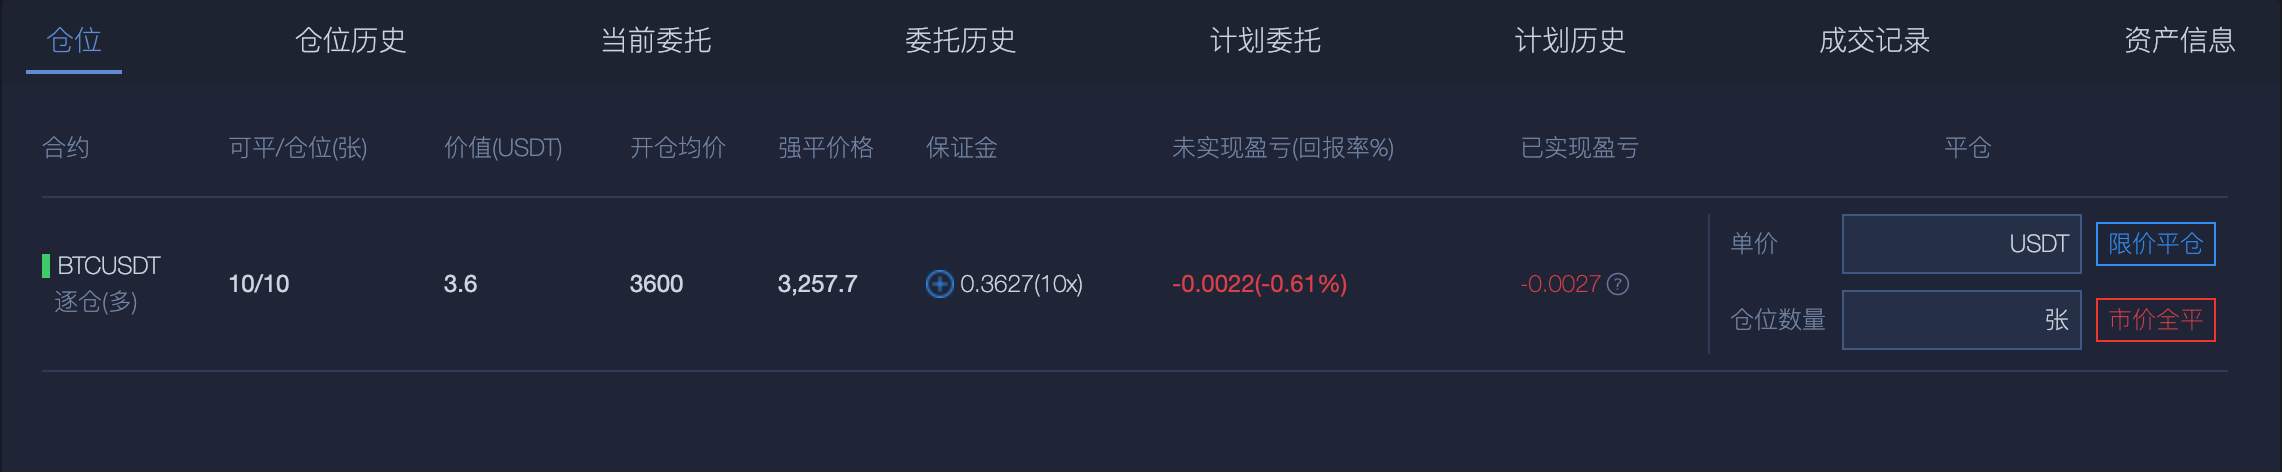 仓位 仓位历史 当前委托 委托历史 计划委托 计划历史 成交记录 资产信息
合约 可平/仓位(张) 价值(USDT) 开仓均价 强平价格 保证金 未实现盈亏(回报率%) 已实现盈亏 平仓
单价 USDT 限价平仓
BTCUSDT
10/10 3.6 3600 3,257.7 0.3627(10x) -0.0022(-0.61%) -0.0027 ?
逐仓(多)
仓位数量 张 市价全平